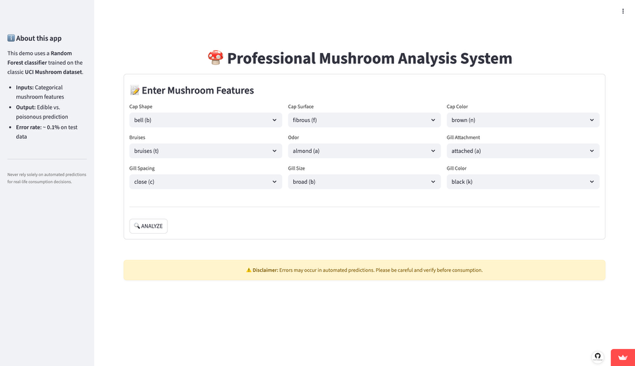 About this app
This demo uses a Random
Forest classifier trained on the
classic UCI Mushroom dataset.
Inputs: Categorical
mushroom features
Output: Edible vs.
poisonous prediction
Error rate: ~ 0.1% on test
data
Never rely solely on automated predictions
for real-life consumption decisions.
Professional Mushroom Analysis System
Enter Mushroom Features
Cap Shape
Cap Surface
Cap Color
bell (b)
fibrous (f)
brown (n)
Bruises
Odor
Gill Attachment
bruises (t)
almond (a)
attached (a)
Gill Spacing
Gill Size
Gill Color
close (c)
broad (b)
black (k)
ANALYZE
Disclaimer: Errors may occur in automated predictions. Please be careful and verify before consumption.